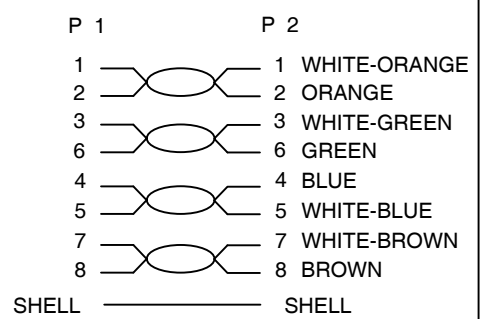 P 1 P 2
1 1 WHITE-ORANGE
2 2 ORANGE
3 3 WHITE-GREEN
6 6 GREEN
4 4 BLUE
5 5 WHITE-BLUE
7 7 WHITE-BROWN
8 8 BROWN
SHELL SHELL